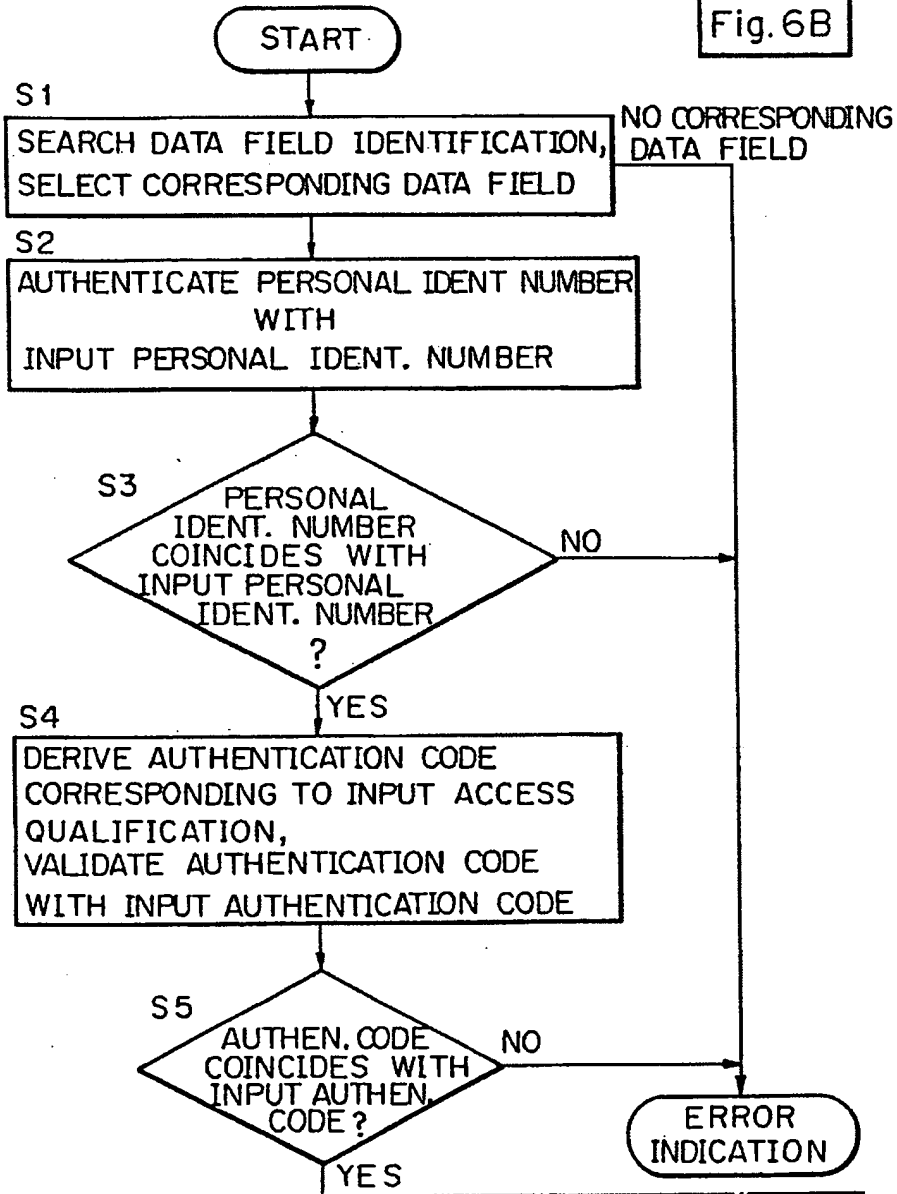 Fig. 6B
START
S1
SEARCH DATA FIELD IDENTIFICATION,
SELECT CORRESPONDING DATA FIELD
NO CORRESPONDING
DATA FIELD
S2
AUTHENTICATE PERSONAL IDENT NUMBER
WITH
INPUT PERSONAL IDENT. NUMBER
S3
PERSONAL
IDENT. NUMBER
COINCIDES WITH
INPUT PERSONAL
IDENT. NUMBER
?
NO
YES
S4
DERIVE AUTHENTICATION CODE
CORRESPONDING TO INPUT ACCESS
QUALIFICATION,
VALIDATE AUTHENTICATION CODE
WITH INPUT AUTHENTICATION CODE
S5
AUTHEN. CODE
COINCIDES WITH
INPUT AUTHEN.
CODE?
NO
YES
ERROR
INDICATION